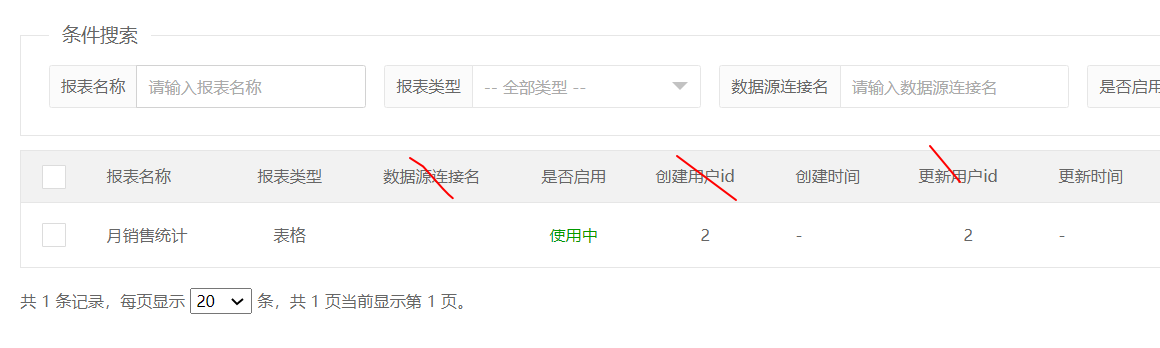 条件搜索
报表名称 请输入报表名称 报表类型 -- 全部类型 -- 数据源连接名 请输入数据源连接名 是否启用
报表名称 报表类型 数据源连接名 是否启用 创建用户id 创建时间 更新用户id 更新时间
月销售统计 表格 使用中 2 - 2 -
共 1 条记录，每页显示 20 条，共 1 页当前显示第 1 页。